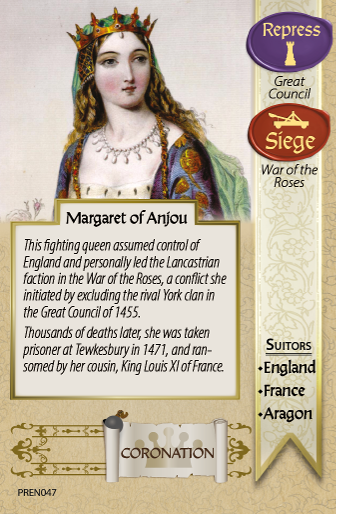 Repress
Great
Council
Siege
War of the
Roses
Margaret of Anjou
This fighting queen assumed control of
England and personally led the Lancastrian
faction in the War of the Roses, a conflict she
initiated by excluding the rival York clan in
the Great Council of 1455.
Thousands of deaths later, she was taken
prisoner at Tewkesbury in 1471, and ran-
somed by her cousin, King Louis XI of France.
SUITORS
•England
•France
•Aragon
CORONATION
PREN047